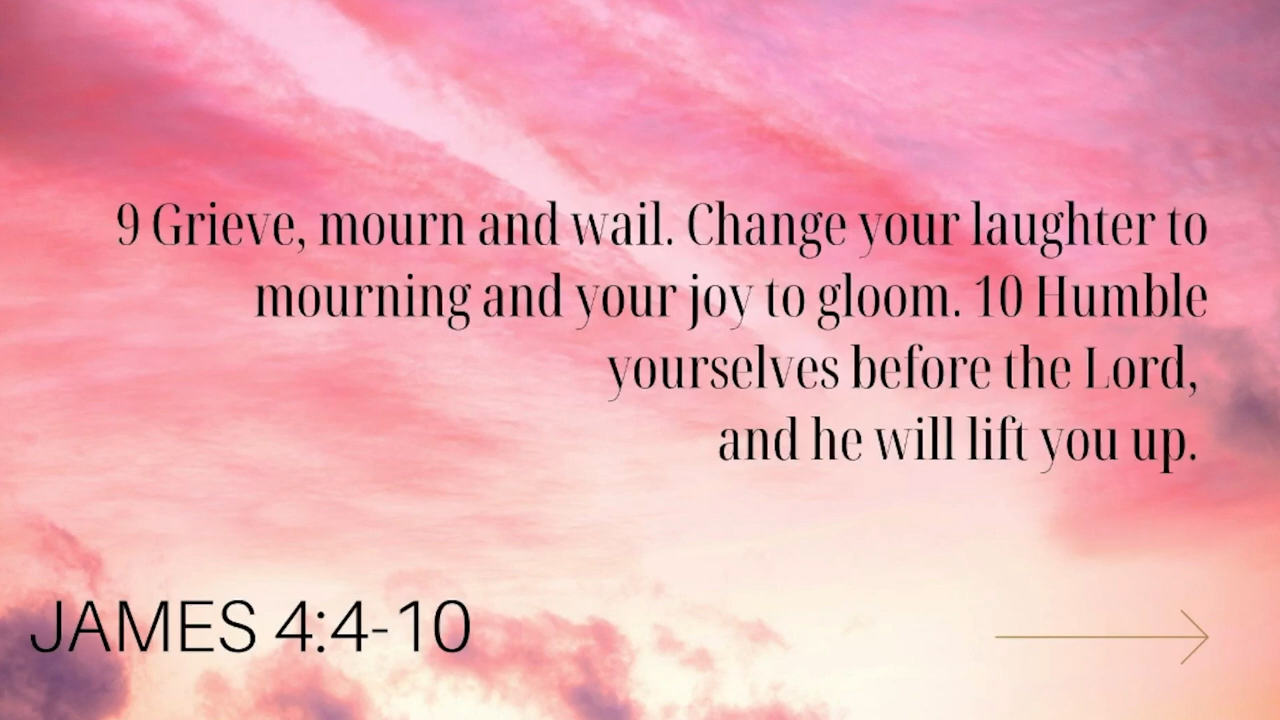 9 Grieve, mourn and wail. Change your laughter to
mourning and your joy to gloom. 10 Humble
yourselves before the Lord,
and he will lift you up.
JAMES 4:4-10